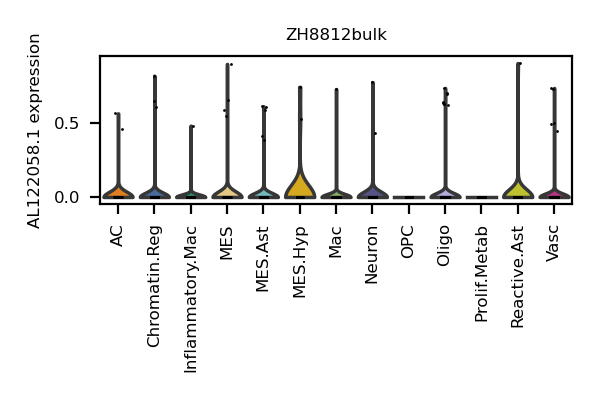 ZH8812bulk
AL122058.1 expression
0.5
0.0
AC
Chromatin.Reg
Inflammatory.Mac
MES
MES.Ast
MES.Hyp
Mac
Neuron
OPC
Oligo
Prolif.Metab
Reactive.Ast
Vasc